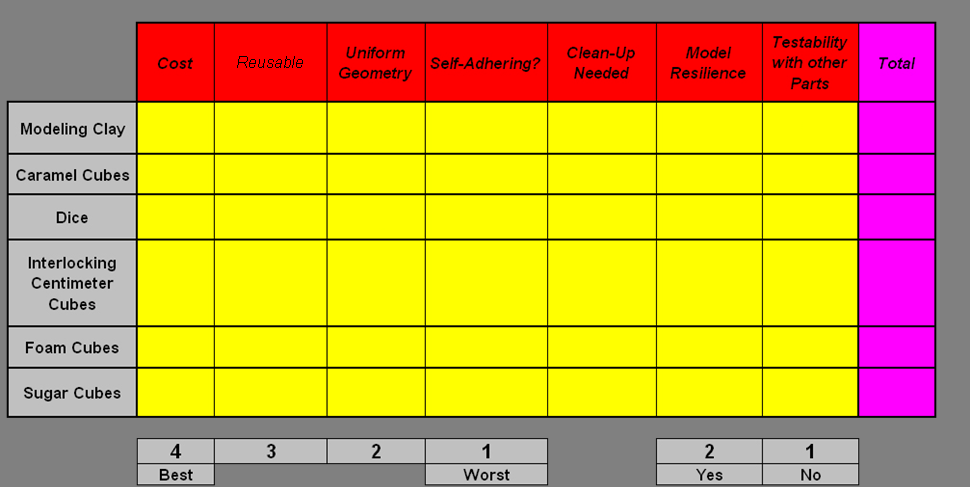 Cost Reusable Uniform Geometry Self-Adhering? Clean-Up Needed Model Resilience Testability with other Parts Total
Modeling Clay
Caramel Cubes
Dice
Interlocking
Centimeter
Cubes
Foam Cubes
Sugar Cubes
4 3 2 1 2 1
Best Worst Yes No